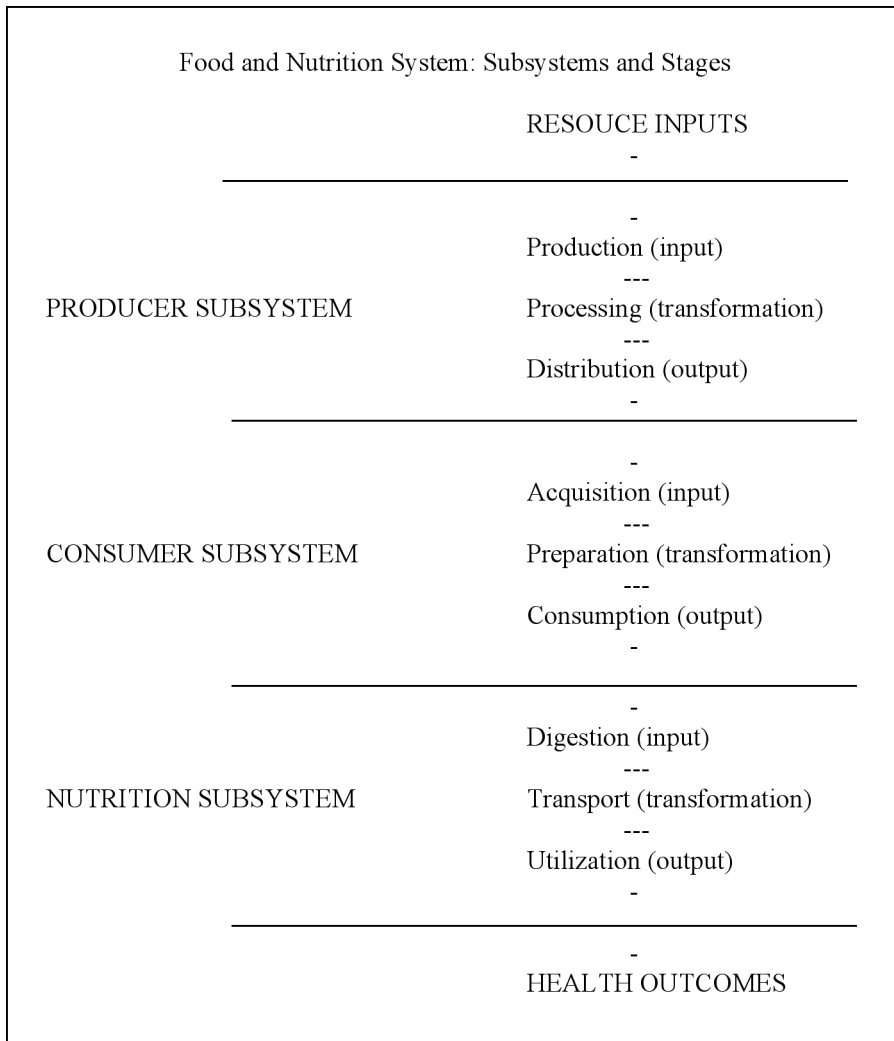 Food and Nutrition System: Subsystems and Stages
RESOUCE INPUTS
-
-
Production (input)
---
PRODUCER SUBSYSTEM Processing (transformation)
---
Distribution (output)
-
-
Acquisition (input)
---
CONSUMER SUBSYSTEM Preparation (transformation)
---
Consumption (output)
-
-
Digestion (input)
---
NUTRITION SUBSYSTEM Transport (transformation)
---
Utilization (output)
-
-
HEALTH OUTCOMES